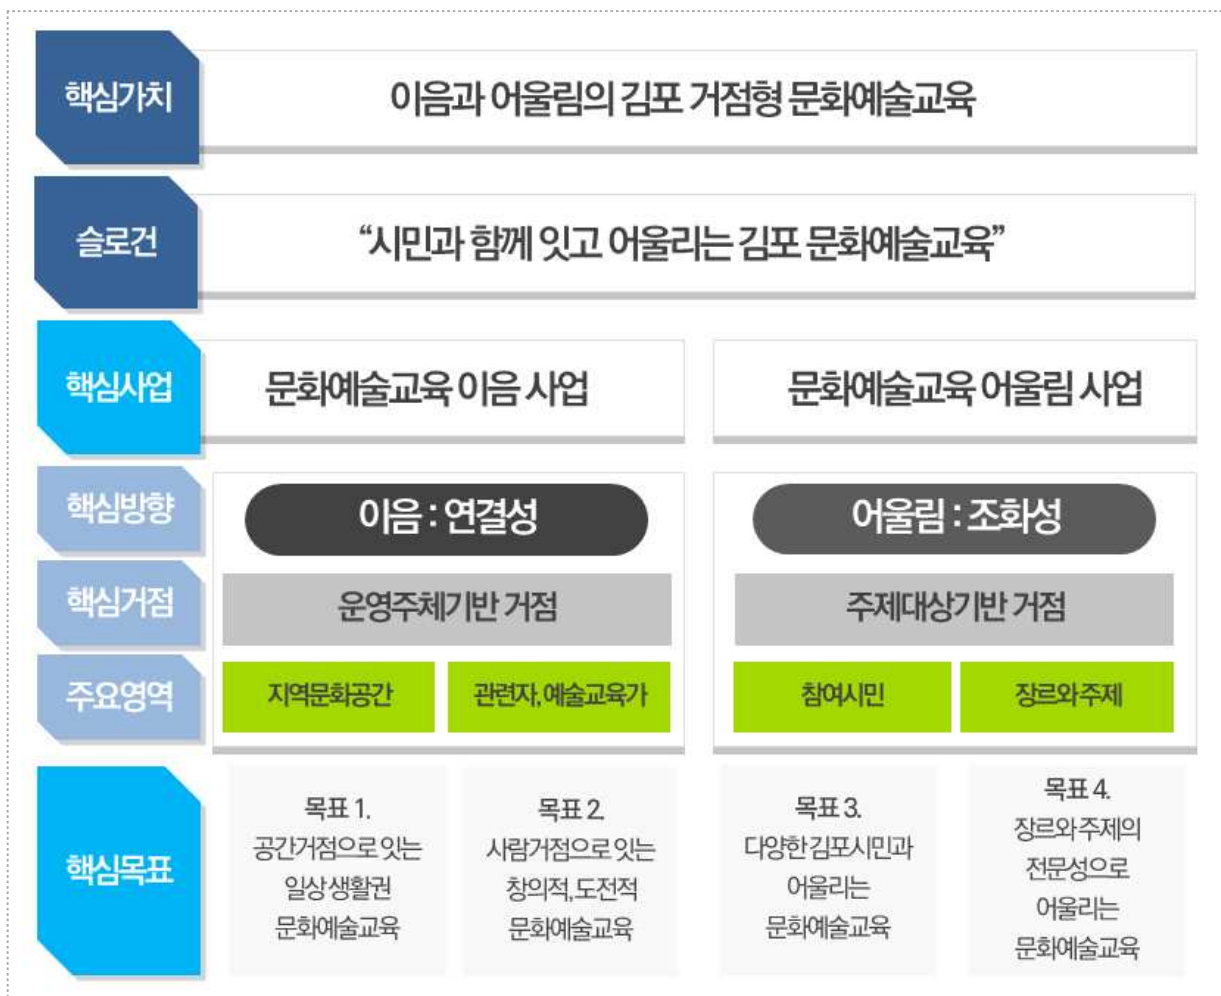 핵심가치
이음과 어울림의 김포 거점형 문화예술교육
슬로건
“시민과 함께 잇고 어울리는 김포 문화예술교육”
핵심사업
문화예술교육 이음 사업
문화예술교육 어울림 사업
핵심방향
이음 : 연결성
어울림 : 조화성
핵심거점
운영주체기반 거점
주제대상기반 거점
주요영역
지역문화공간
관련자, 예술교육가
참여시민
장르와 주제
핵심목표
목표 1.
공간거점으로 잇는
일상 생활권
문화예술교육
목표 2.
사람거점으로 잇는
창의적, 도전적
문화예술교육
목표 3.
다양한 김포시민과
어울리는
문화예술교육
목표 4.
장르와 주제의
전문성으로
어울리는
문화예술교육